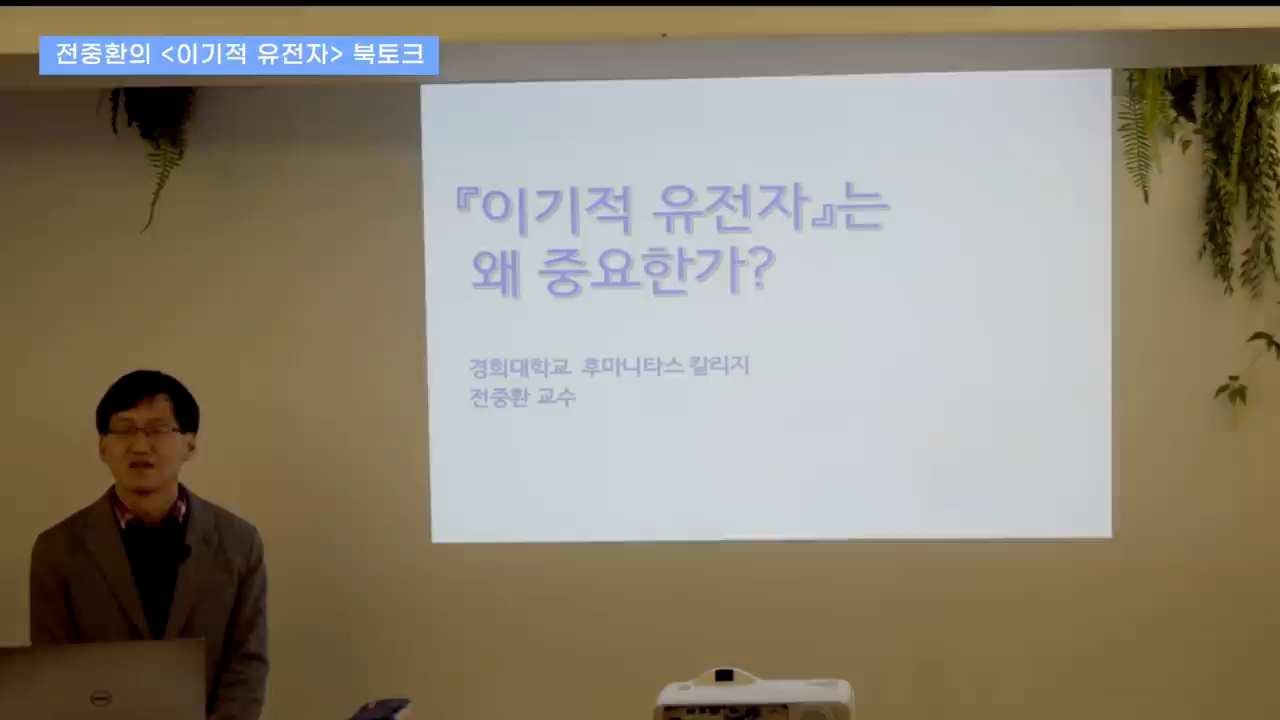 전중환의 <이기적 유전자> 북토크
『이기적 유전자』는
왜 중요한가?
경희대학교 후마니타스 칼리지
전중환 교수
DELL